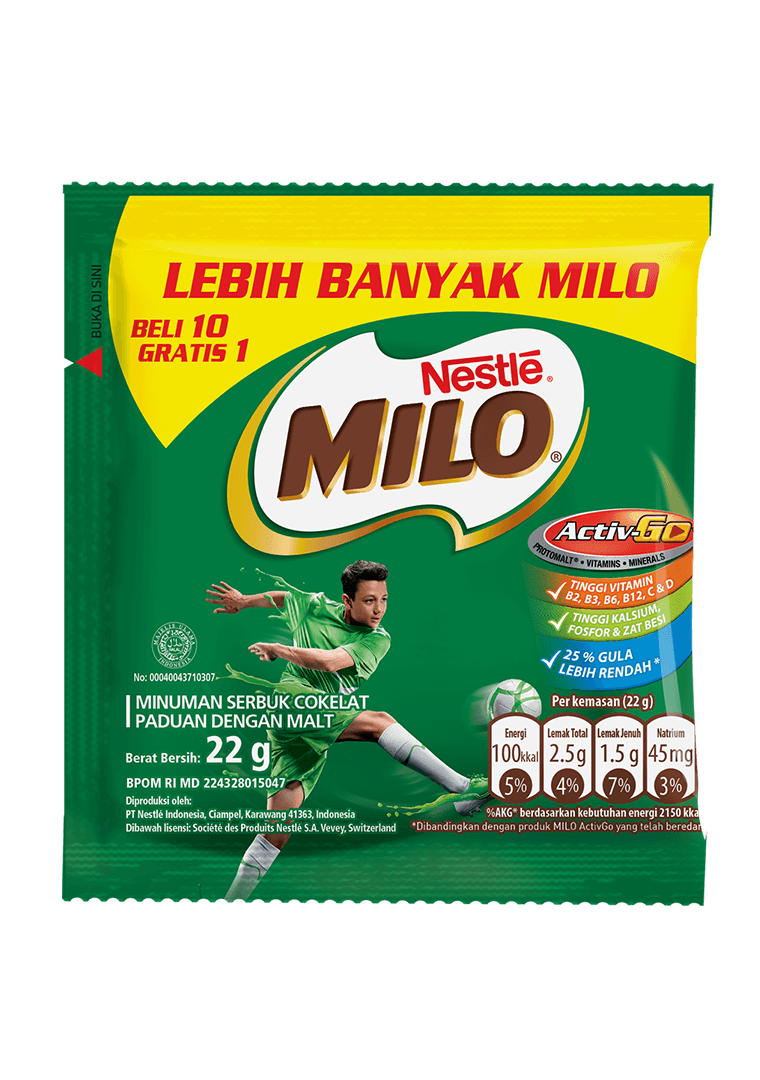 LEBIH BANYAK MILO
BELI 10
GRATIS 1
BUKA DI SINI
Nestlé®
MILO®
Activ-Go
PROTOMALT® • VITAMINS • MINERALS
TINGGI VITAMIN
B2, B3, B6, B12, C & D
TINGGI KALSIUM,
FOSFOR & ZAT BESI
25 % GULA
LEBIH RENDAH*
MAJELIS ULAMA
HALAL
INDONESIA
No: 00040043710307
MINUMAN SERBUK COKELAT
PADUAN DENGAN MALT
Berat Bersih: 22 g
BPOM RI MD 224328015047
Diproduksi oleh:
PT Nestlé Indonesia, Ciampel, Karawang 41363, Indonesia
Dibawah lisensi: Société des Produits Nestlé S.A. Vevey, Switzerland
Per kemasan (22 g)
Energi
100kkal
5%
Lemak Total
2.5g
4%
Lemak Jenuh
1.5g
7%
Natrium
45mg
3%
%AKG* berdasarkan kebutuhan energi 2150 kka
*Dibandingkan dengan produk MILO ActivGo yang telah beredar